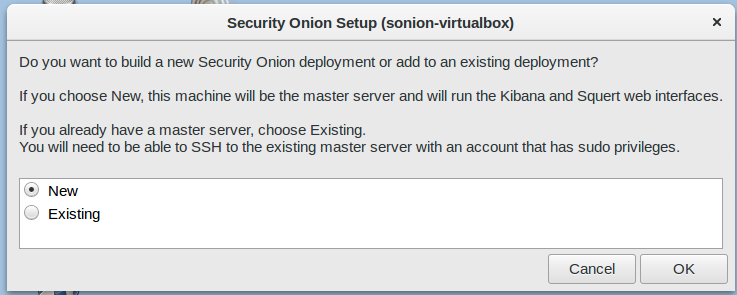 Security Onion Setup (sonion-virtualbox)
Do you want to build a new Security Onion deployment or add to an existing deployment?
If you choose New, this machine will be the master server and will run the Kibana and Squert web interfaces.
If you already have a master server, choose Existing.
You will need to be able to SSH to the existing master server with an account that has sudo privileges.
New
Existing
Cancel OK